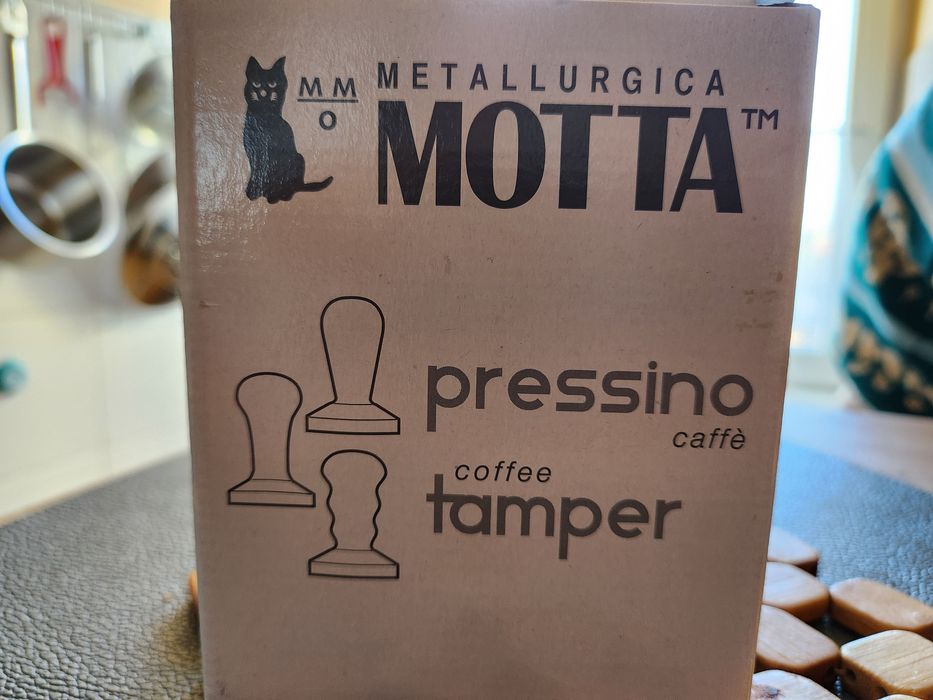 MM
O
METALLURGICA
MOTTA™
pressino
caffè
coffee
tamper